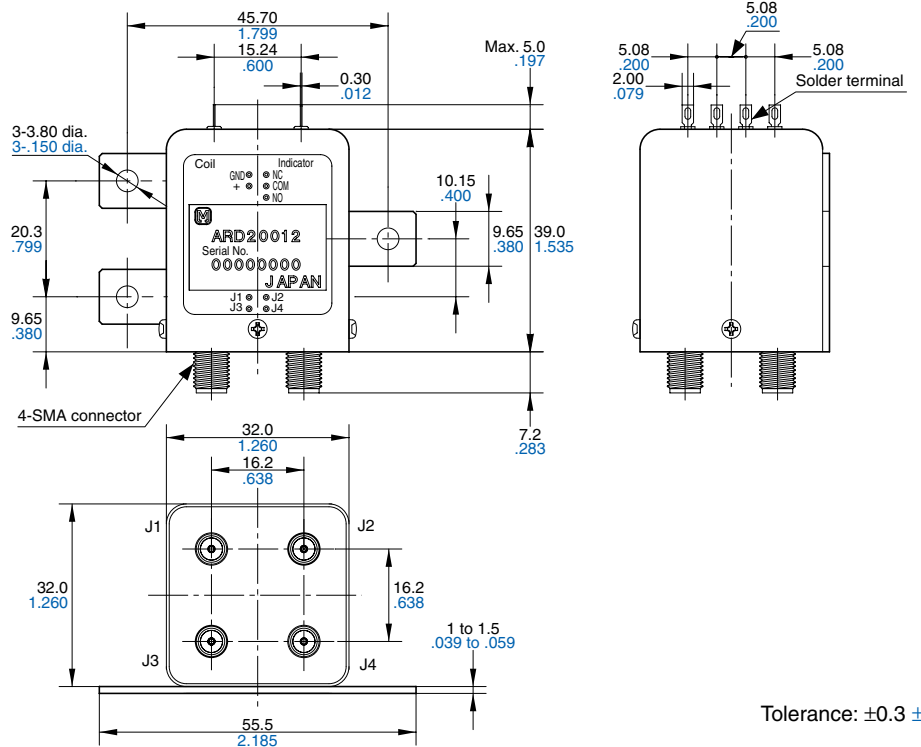 45.70
1.799
15.24
.600
0.30
.012
Max. 5.0
.197
5.08
.200
5.08
.200
5.08
.200
2.00
.079
Solder terminal
3-3.80 dia.
3-.150 dia.
Coil
Indicator
GND
NC
+
COM
NO
M
ARD20012
Serial No.
00000000
JAPAN
J1
J2
J3
J4
20.3
.799
9.65
.380
10.15
.400
9.65
.380
39.0
1.535
4-SMA connector
7.2
.283
32.0
1.260
16.2
.638
J1
J2
32.0
1.260
16.2
.638
J3
J4
1 to 1.5
.039 to .059
55.5
2.185
Tolerance: ±0.3 ±